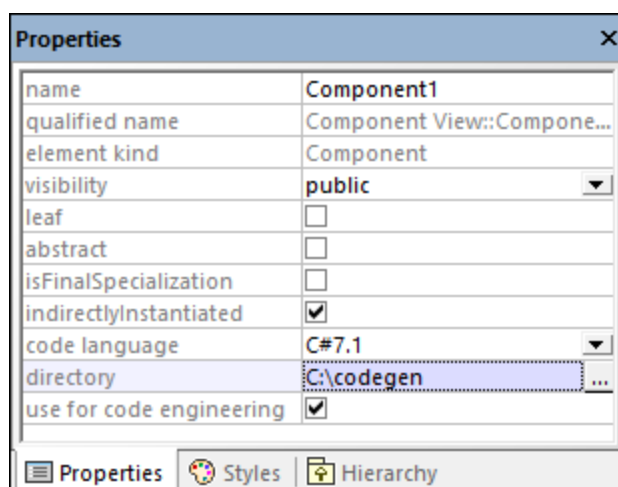 Properties
name Component1
qualified name Component View::Compone...
element kind Component
visibility public
leaf
abstract
isFinalSpecialization
indirectlyInstantiated
code language C#7.1
directory C:\codegen ...
use for code engineering
Properties Styles Hierarchy